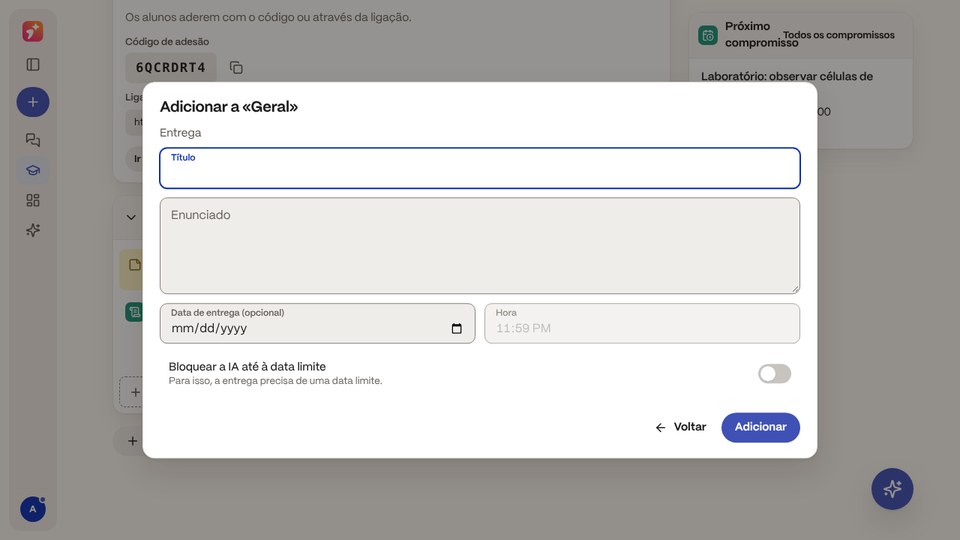 Os alunos aderem com o código ou através da ligação.
Código de adesão
6QCRDRT4
Próximo compromisso
Todos os compromissos
Laboratório: observar células de
Adicionar a «Geral»
Entrega
Título
Enunciado
Data de entrega (opcional)
mm/dd/yyyy
Hora
11:59 PM
Bloquear a IA até à data limite
Para isso, a entrega precisa de uma data limite.
Voltar
Adicionar
A